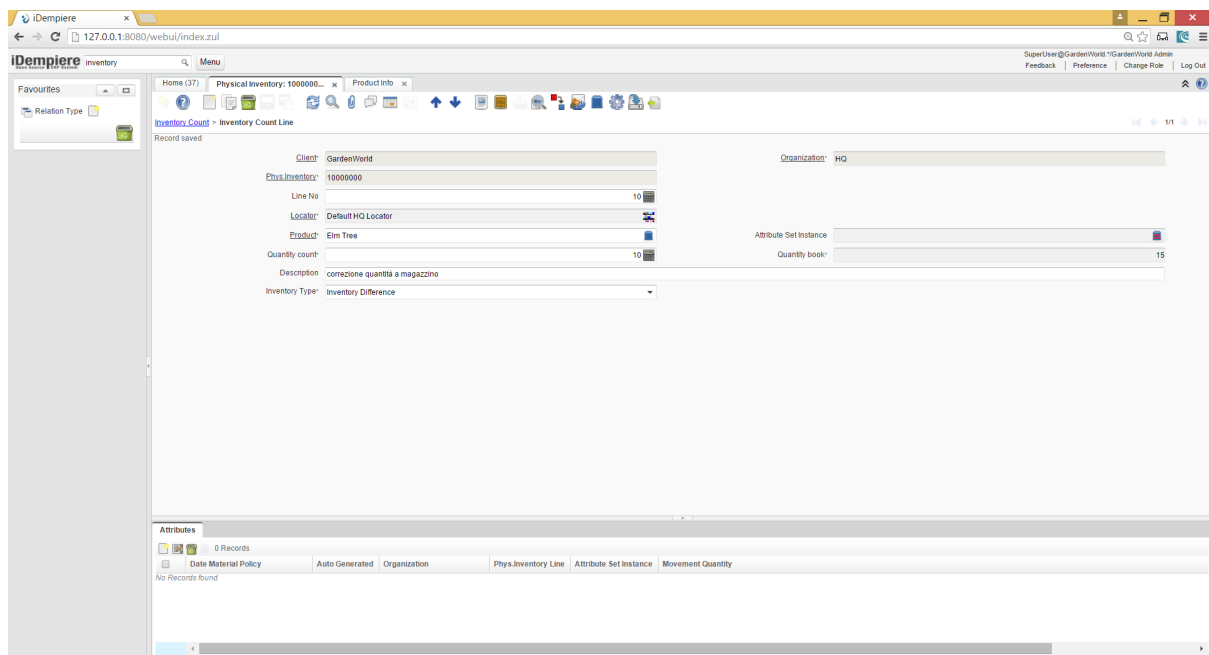 iDempiere
127.0.0.1:8080/webui/index.zul
iDempiere
inventory
Menu
SuperUser@GardenWorld.*/GardenWorld Admin
Feedback Preference Change Role Log Out
Favourites
Relation Type
Home (37) Physical Inventory: 1000000... Product Info
Inventory Count > Inventory Count Line
1/1
Record saved
Client GardenWorld Organization HQ
Phys.Inventory 10000000
Line No 10
Locator Default HQ Locator
Product Elm Tree Attribute Set Instance
Quantity count 10 Quantity book 15
Description correzione quantità a magazzino
Inventory Type Inventory Difference
Attributes
0 Records
Date Material Policy Auto Generated Organization Phys.Inventory Line Attribute Set Instance Movement Quantity
No Records found